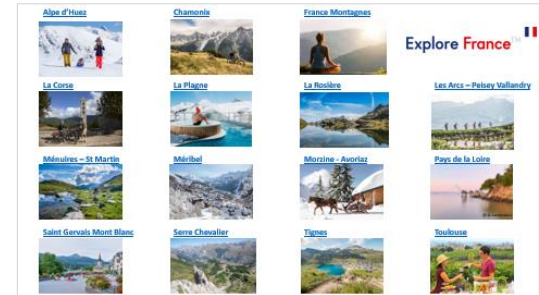 Alpe d'Huez
Chamonix
France Montagnes
Explore France™
La Corse
La Plagne
La Rosière
Les Arcs – Peisey Vallandry
Ménuires – St Martin
Méribel
Morzine - Avoriaz
Pays de la Loire
Saint Gervais Mont Blanc
Serre Chevalier
Tignes
Toulouse